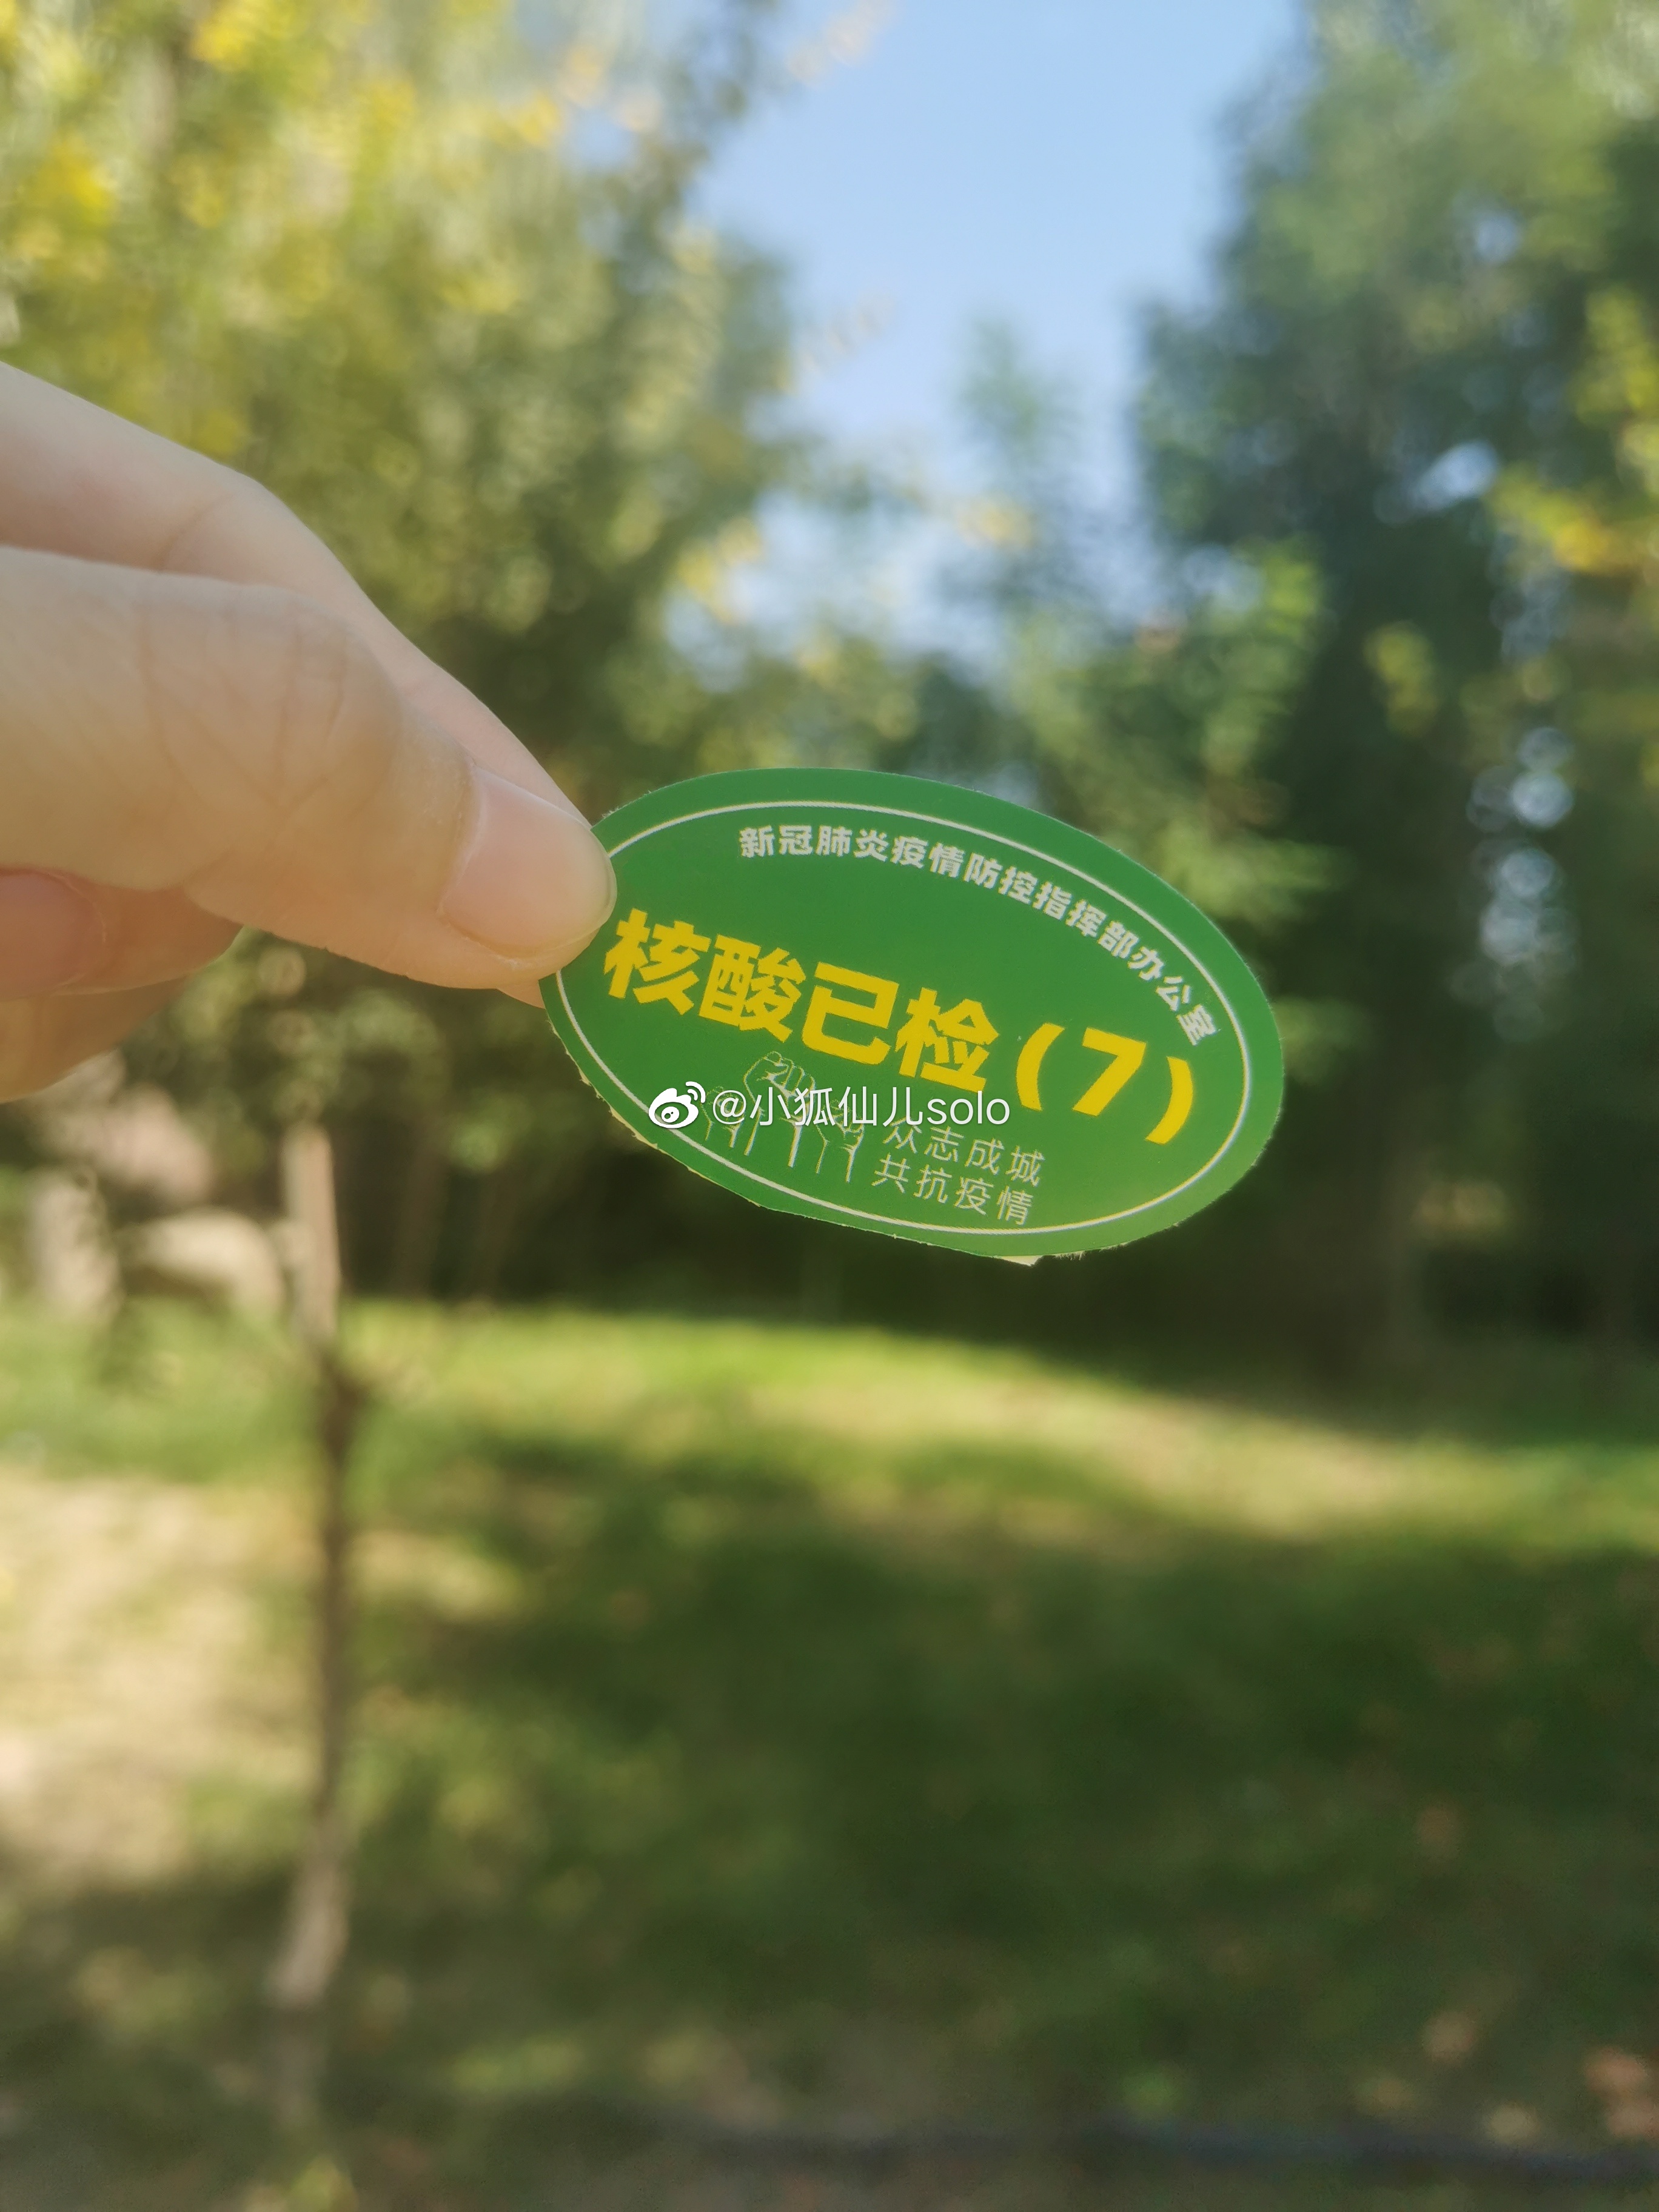 新冠肺炎疫情防控指挥部办公室
核酸已检(7)
@小狐仙儿solo
众志成城
共抗疫情